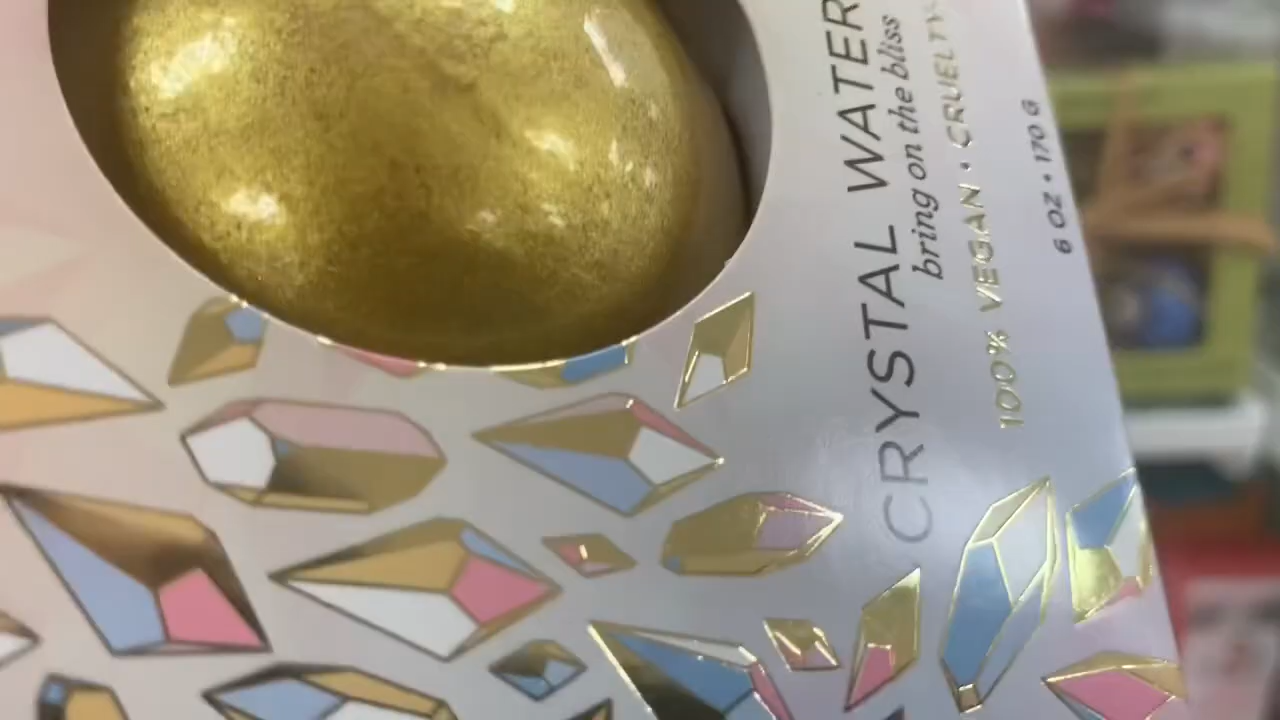 CRYSTAL WATER
bring on the bliss
100% VEGAN • CRUELTY
6 OZ • 170 G